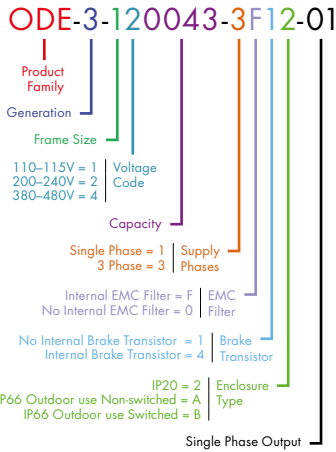 ODE-3-120043-3F12-01
Product
Family
Generation
Frame Size
110–115V = 1
200–240V = 2
380–480V = 4
Voltage
Code
Capacity
Single Phase = 1
3 Phase = 3
Supply
Phases
Internal EMC Filter = F
No Internal EMC Filter = 0
EMC
Filter
No Internal Brake Transistor = 1
Internal Brake Transistor = 4
Brake
Transistor
IP20 = 2
P66 Outdoor use Non-switched = A
IP66 Outdoor use Switched = B
Enclosure
Type
Single Phase Output